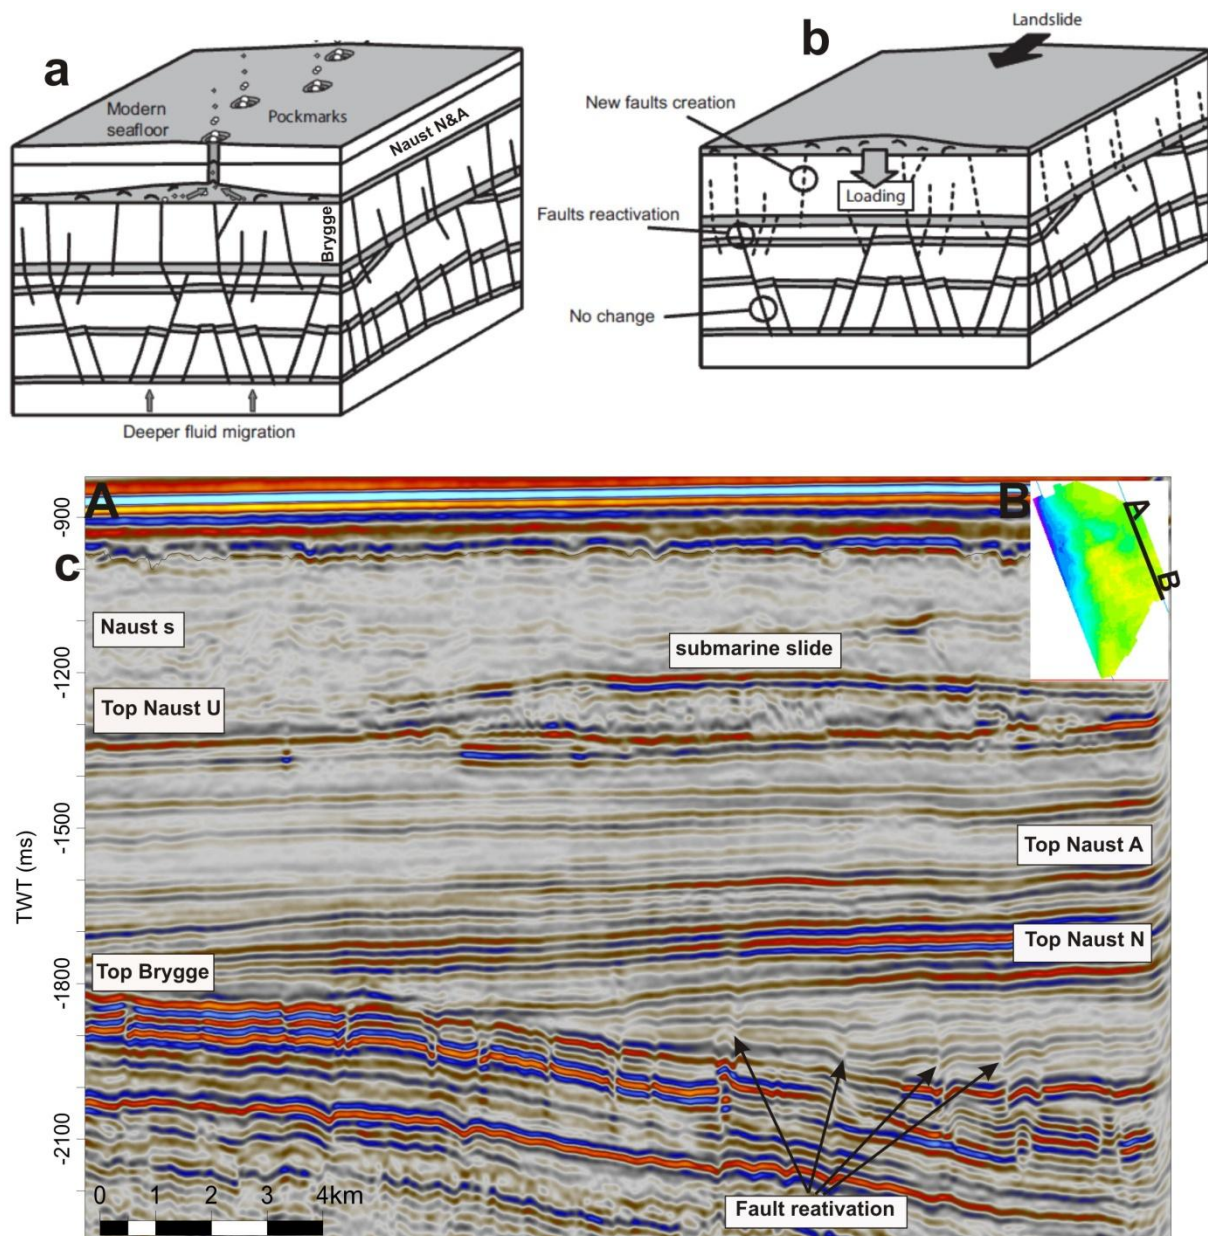 a
Modern
seafloor
Pockmarks
Naust N&A
Brygge
Deeper fluid migration
b
Landslide
New faults creation
Loading
Faults reactivation
No change
A
B
A
B
c
-900
-1200
-1500
-1800
-2100
TWT (ms)
Naust s
submarine slide
Top Naust U
Top Naust A
Top Naust N
Top Brygge
Fault reativation
0 1 2 3 4km